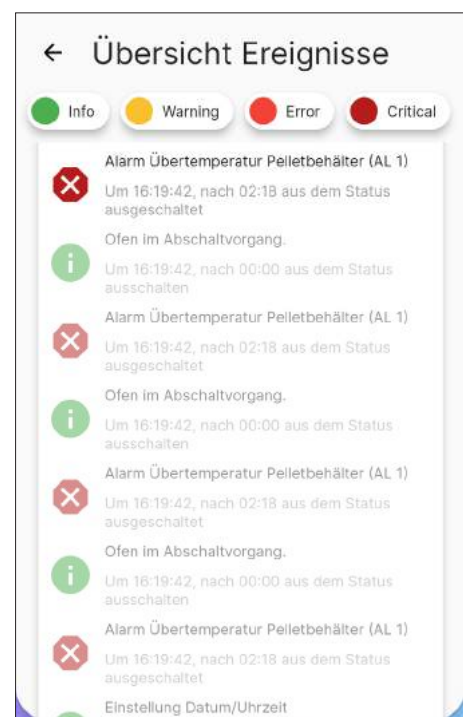 Übersicht Ereignisse
Info Warning Error Critical
Alarm Übertemperatur Pelletbehälter (AL 1)
Um 16:19:42, nach 02:18 aus dem Status
ausgeschaltet
Ofen im Abschaltvorgang.
Um 16:19:42, nach 00:00 aus dem Status
ausschalten
Alarm Übertemperatur Pelletbehälter (AL 1)
Um 16:19:42, nach 02:18 aus dem Status
ausgeschaltet
Ofen im Abschaltvorgang.
Um 16:19:42, nach 00:00 aus dem Status
ausschalten
Alarm Übertemperatur Pelletbehälter (AL 1)
Um 16:19:42, nach 02:18 aus dem Status
ausgeschaltet
Ofen im Abschaltvorgang.
Um 16:19:42, nach 00:00 aus dem Status
ausschalten
Alarm Übertemperatur Pelletbehälter (AL 1)
Um 16:19:42, nach 02:18 aus dem Status
ausgeschaltet
Einstellung Datum/Uhrzeit